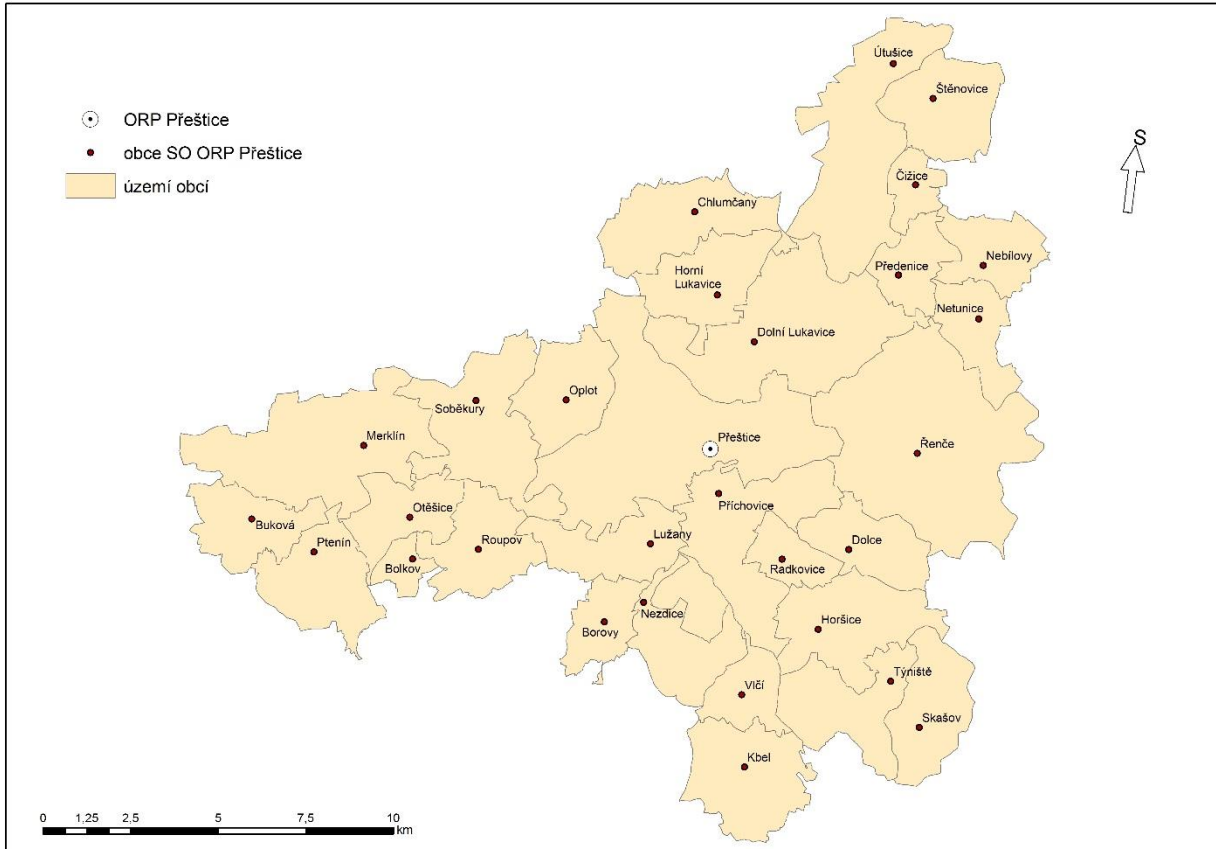 ORP Přeštice
obce SO ORP Přeštice
území obcí
S
Útušice
Štěnovice
Čižice
Chlumčany
Nebílovy
Předenice
Horní
Lukavice
Netunice
Dolní Lukavice
Oplot
Soběkury
Přeštice
Merklín
Řenče
Příchovice
Otěšice
Buková
Lužany
Roupov
Ptenín
Dolce
Bolkov
Radkovice
Nezdice
Borovy
Horšice
Týniště
Vlčí
Skašov
Kbel
0 1,25 2,5 5 7,5 10
km